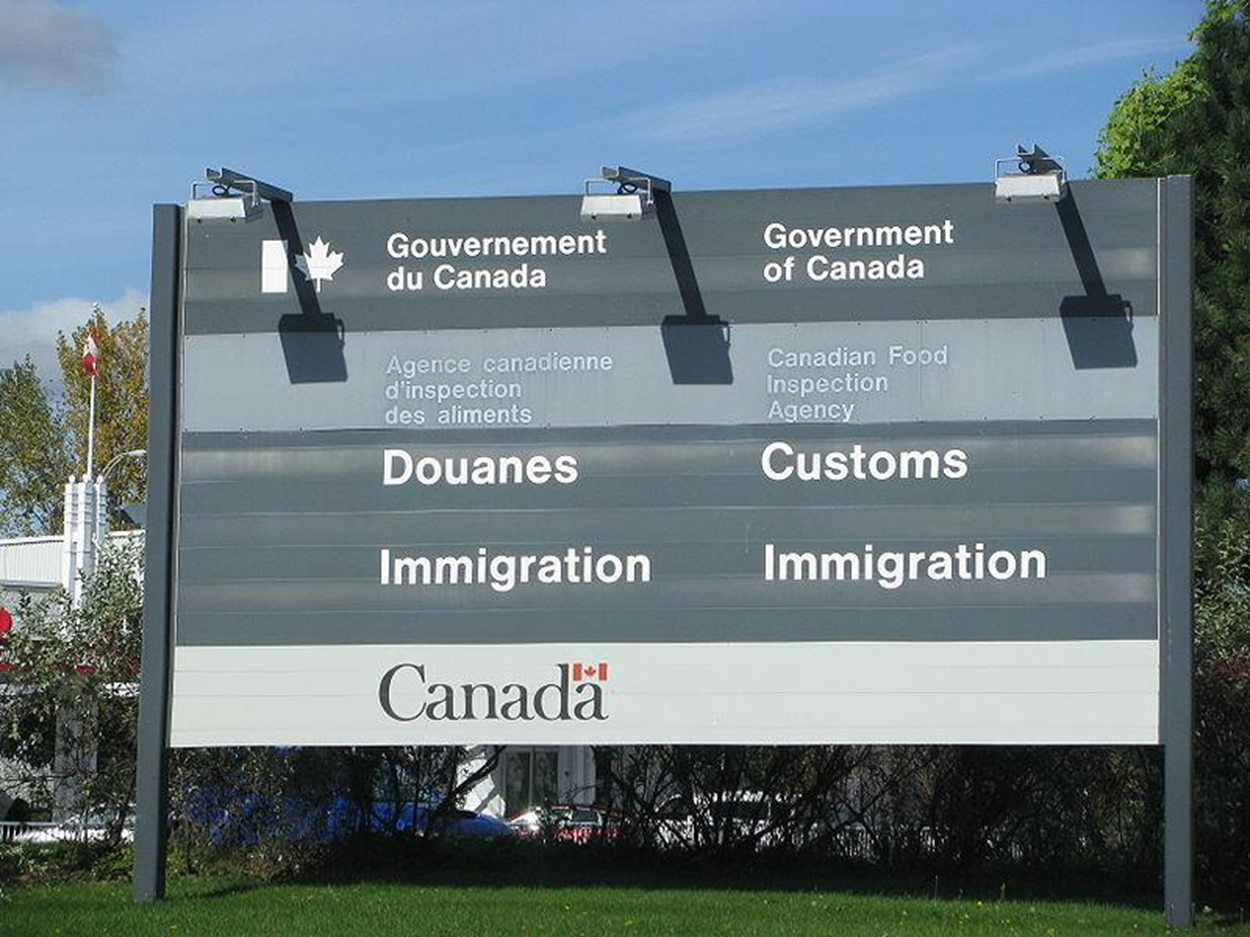 Gouvernement
du Canada
Government
of Canada
Agence canadienne
d'inspection
des aliments
Canadian Food
Inspection
Agency
Douanes
Customs
Immigration
Immigration
Canada